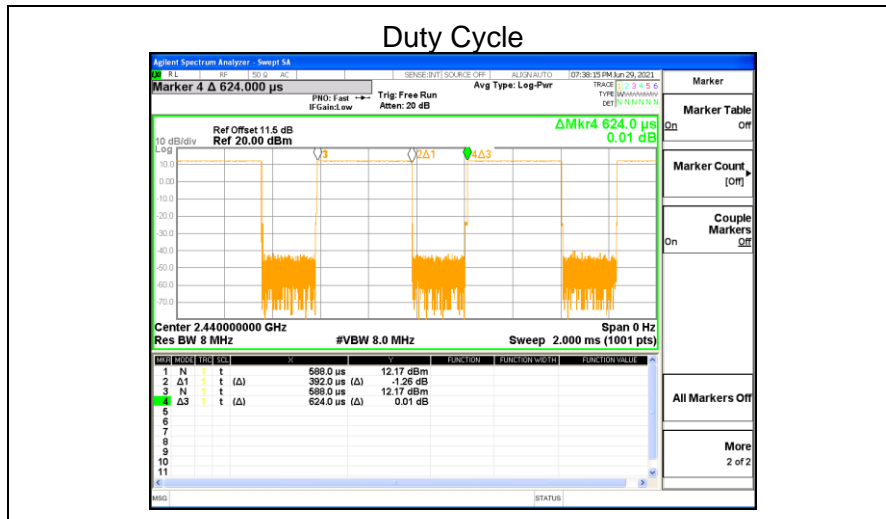 Duty Cycle
Agilent Spectrum Analyzer - Swept SA
RL RF 50 Ω AC SENSE:INT SOURCE OFF ALIGNAUTO 07:38:15 PM Jun 29, 2021
Marker 4 Δ 624.000 µs
PNO: Fast
IFGain:Low
Trig: Free Run
Atten: 20 dB
Avg Type: Log-Pwr
TRACE 1 2 3 4 5 6
TYPE
DET N N N N N N
ΔMkr4 624.0 µs
0.01 dB
Ref Offset 11.5 dB
10 dB/div Ref 20.00 dBm
Log
3 2Δ1 4Δ3
10.0
0.00
-10.0
-20.0
-30.0
-40.0
-50.0
-60.0
-70.0
Center 2.440000000 GHz Span 0 Hz
Res BW 8 MHz #VBW 8.0 MHz Sweep 2.000 ms (1001 pts)
MKR MODE TRC SCL X Y FUNCTION FUNCTION WIDTH FUNCTION VALUE
1 N 1 t 588.0 µs 12.17 dBm
2 Δ1 1 t (Δ) 392.0 µs (Δ) -1.26 dB
3 N 1 t 588.0 µs 12.17 dBm
4 Δ3 1 t (Δ) 624.0 µs (Δ) 0.01 dB
5
6
7
8
9
10
11
MSG STATUS
Marker
Marker Table
On Off
Marker Count
[Off]
Couple
Markers
On Off
All Markers Off
More
2 of 2